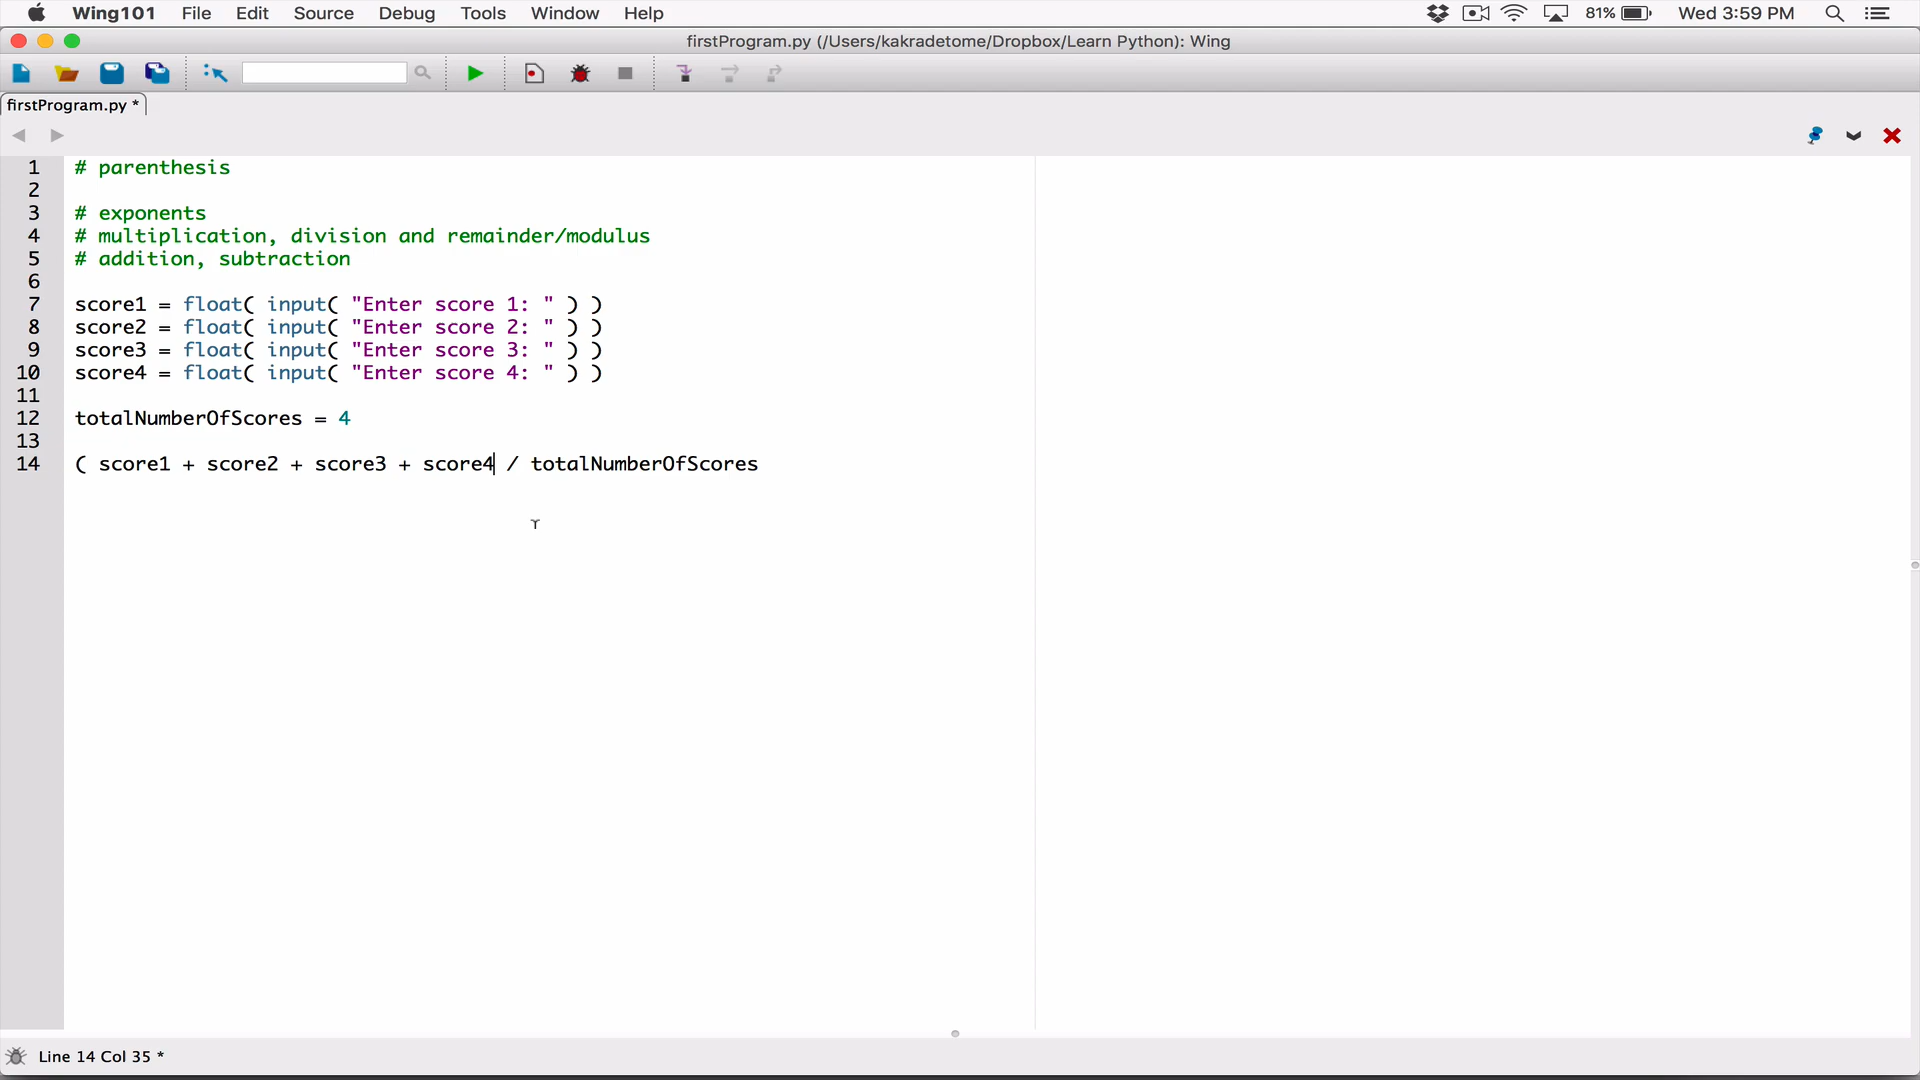 Wing101 File Edit Source Debug Tools Window Help 81% Wed 3:59 PM
firstProgram.py (/Users/kakradetome/Dropbox/Learn Python): Wing
firstProgram.py *
1 # parenthesis
2
3 # exponents
4 # multiplication, division and remainder/modulus
5 # addition, subtraction
6
7 score1 = float( input( "Enter score 1: " ) )
8 score2 = float( input( "Enter score 2: " ) )
9 score3 = float( input( "Enter score 3: " ) )
10 score4 = float( input( "Enter score 4: " ) )
11
12 totalNumberOfScores = 4
13
14 ( score1 + score2 + score3 + score4 / totalNumberOfScores
Line 14 Col 35 *